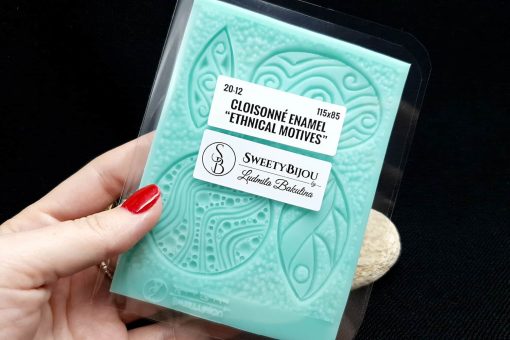 20-12
115x85
CLOISONNÉ ENAMEL
"ETHNICAL MOTIVES"
SB
SWEETYBIJOU
by
Ludmila Bakulina